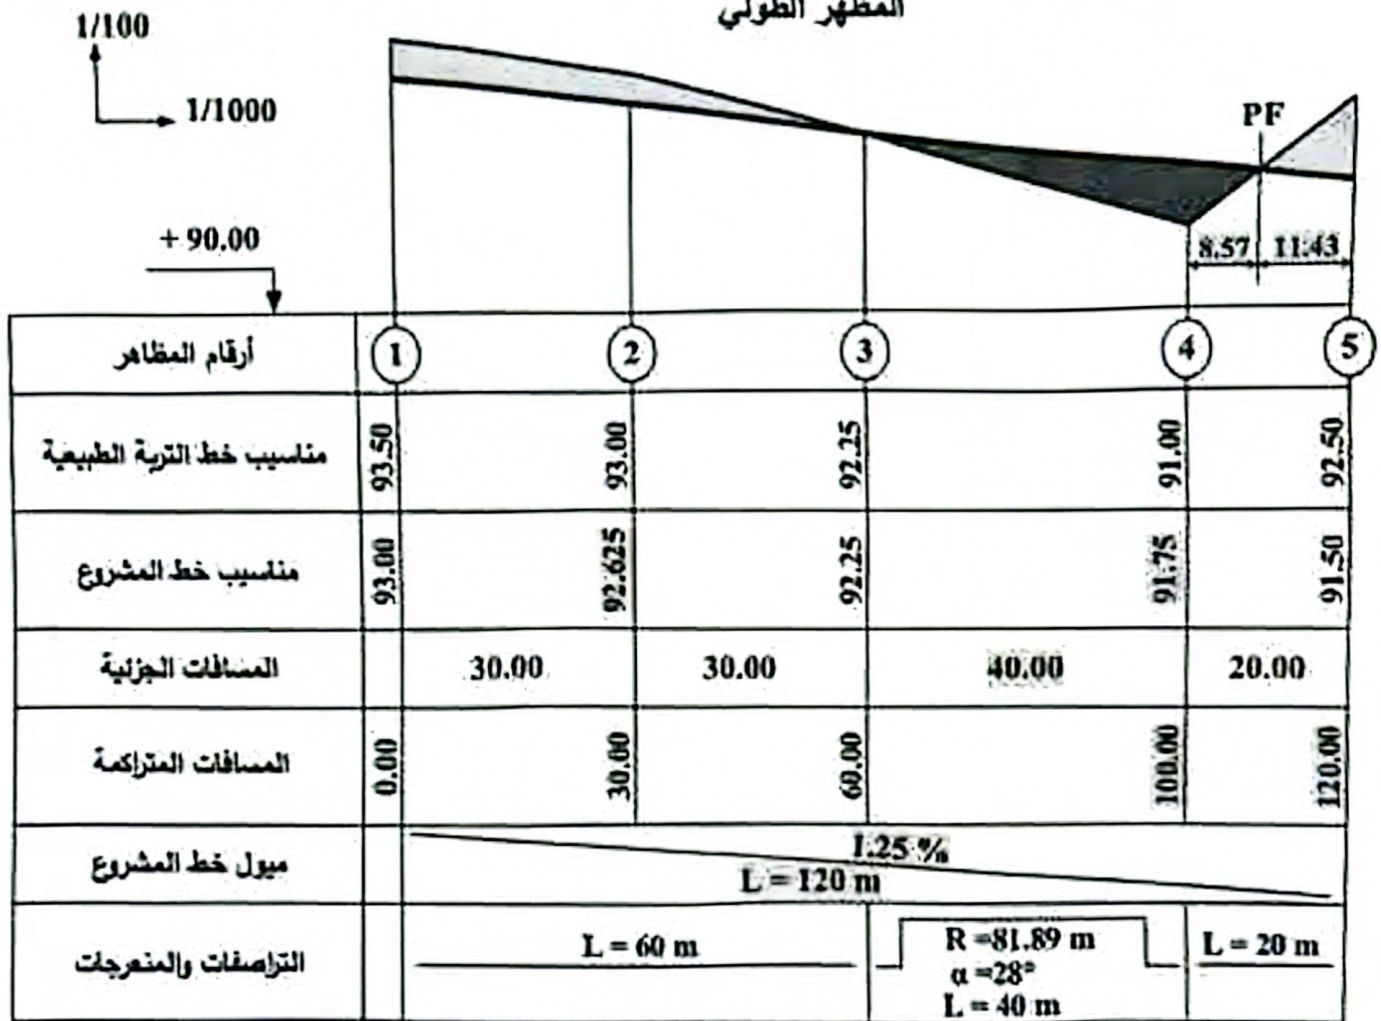 المظهر الطولي
1/100
1/1000
PF
+ 90.00
8.57 11.43
أرقام المظاهر 1 2 3 4 5
مناسيب خط التربة الطبيعية 93.50 93.00 92.25 91.00 92.50
مناسيب خط المشروع 93.00 92.625 92.25 91.75 91.50
المسافات الجزئية 30.00 30.00 40.00 20.00
المسافات المتراكمة 0.00 30.00 60.00 100.00 120.00
ميول خط المشروع 1.25 %
L = 120 m
التراصفات والمنعرجات L = 60 m R =81.89 m L = 20 m
α =28°
L = 40 m